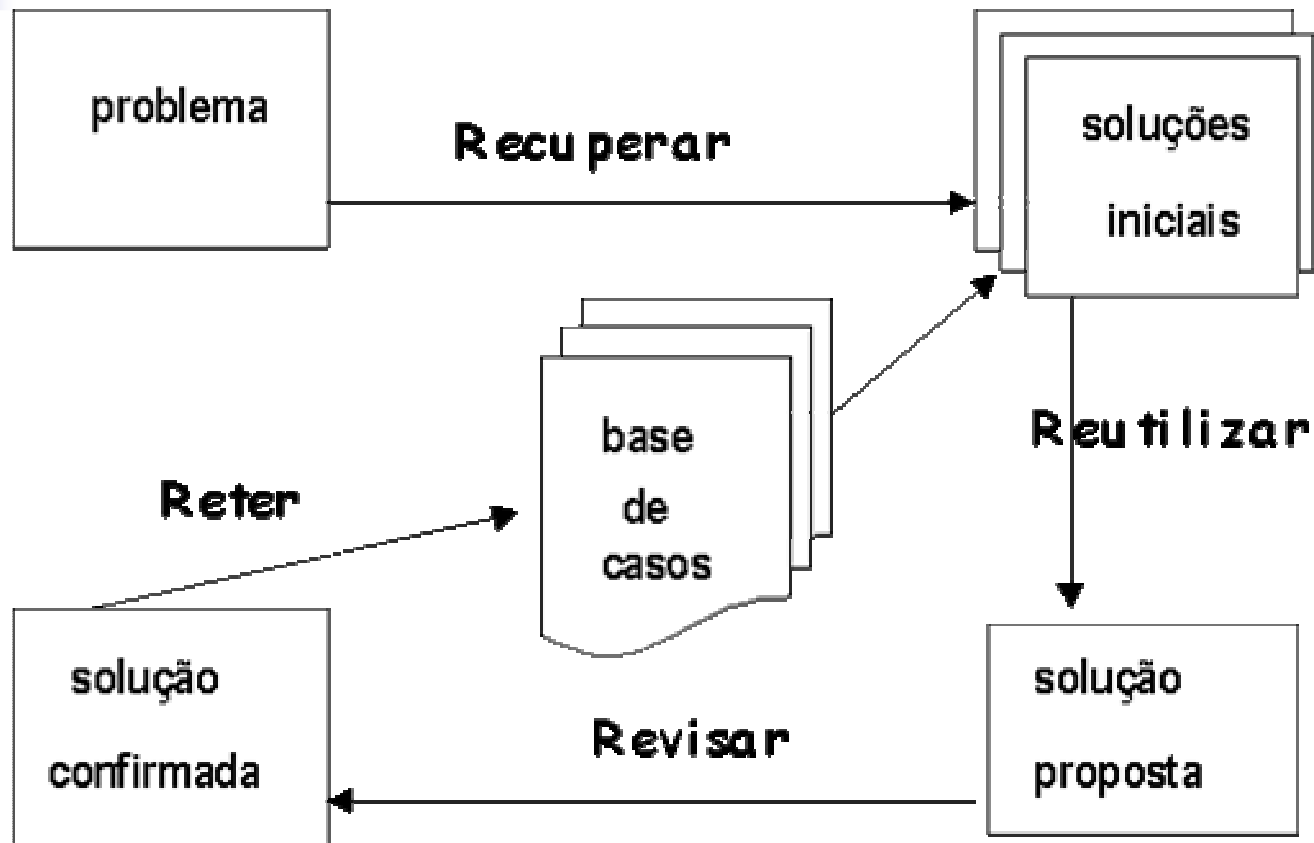 problema
Recuperar
soluções
iniciais
base
de
casos
Reutilizar
Reter
solução
confirmada
Revisar
solução
proposta